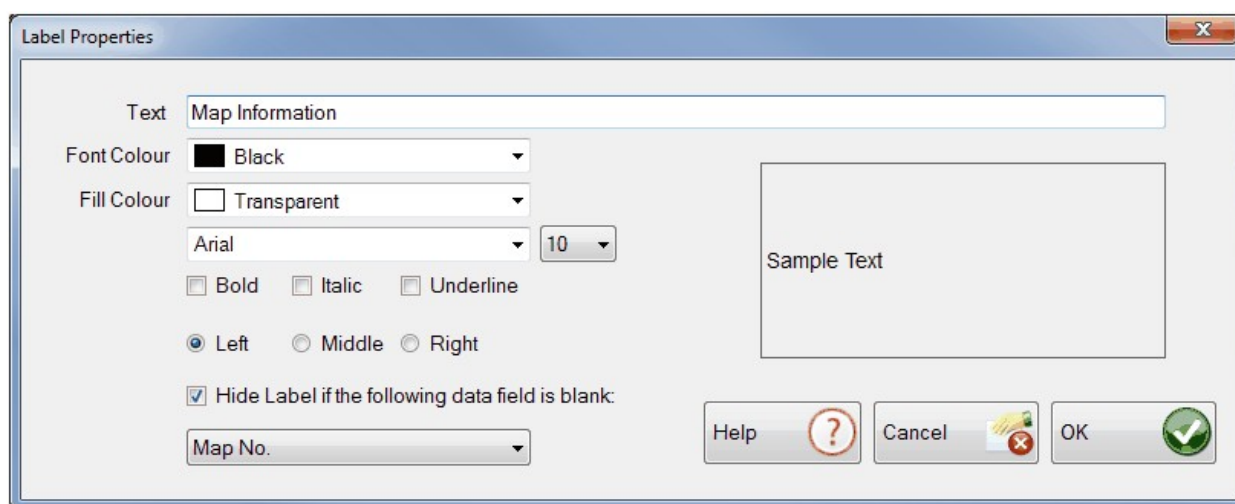 Label Properties
Text Map Information
Font Colour Black
Fill Colour Transparent
Arial 10
Sample Text
Bold Italic Underline
Left Middle Right
Hide Label if the following data field is blank:
Map No.
Help ? Cancel OK